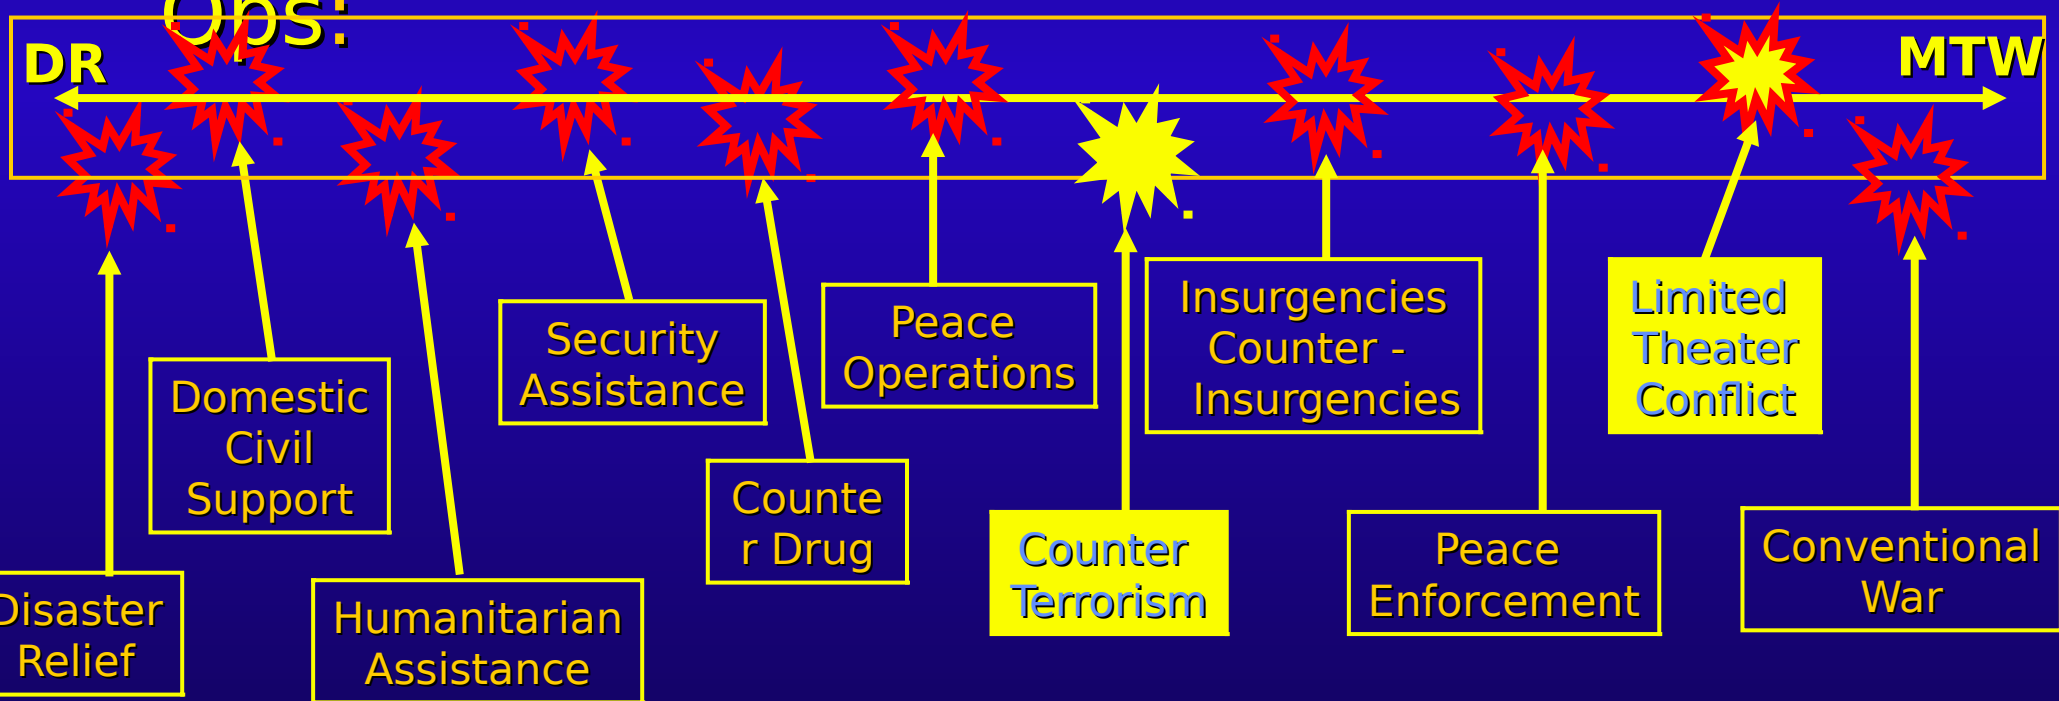 Ops:
DR
MTW
Disaster
Relief
Domestic
Civil
Support
Humanitarian
Assistance
Security
Assistance
Counte
r Drug
Peace
Operations
Counter
Terrorism
Insurgencies
Counter -
Insurgencies
Peace
Enforcement
Limited
Theater
Conflict
Conventional
War